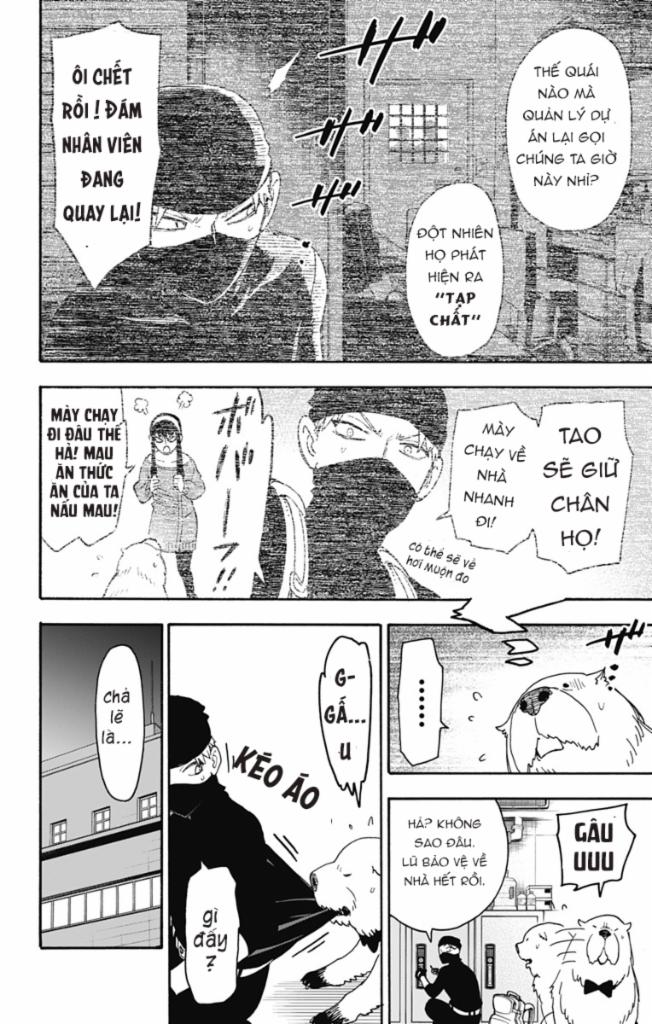 THẾ QUÁI
NÀO MÀ
QUẢN LÝ DỰ
ÁN LẠI GỌI
CHÚNG TA GIỜ
NÀY NHỈ?
ĐỘT NHIÊN
HỌ PHÁT
HIỆN RA
“TẠP
CHẤT“
ÔI CHẾT
RỒI! ĐÁM
NHÂN VIÊN
ĐANG
QUAY LẠI!
TAO
SẼ GIỮ
CHÂN
HỌ!
MÀY
CHẠY VỀ
NHÀ
NHANH
ĐI!
có thể sẽ về
hơi muộn đó
MÀY CHẠY
ĐI ĐÂU THẾ
HẢ! MAU
ĂN THỨC
ĂN CỦA TA
NẤU MAU!
GÂU
UUU
HẢ? KHÔNG
SAO ĐÂU.
LŨ BẢO VỆ VỀ
NHÀ HẾT RỒI.
G-
GẤ...
U
KÉO ÁO
gì
đấy
?
chả
lẽ
là...